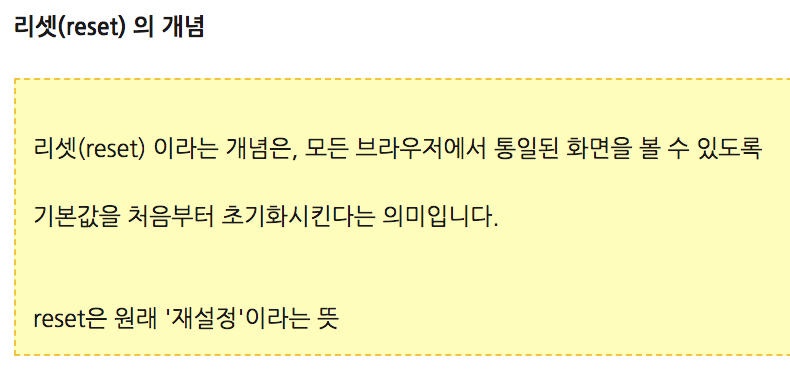 리셋(reset) 의 개념
리셋(reset) 이라는 개념은, 모든 브라우저에서 통일된 화면을 볼 수 있도록
기본값을 처음부터 초기화시킨다는 의미입니다.
reset은 원래 '재설정'이라는 뜻